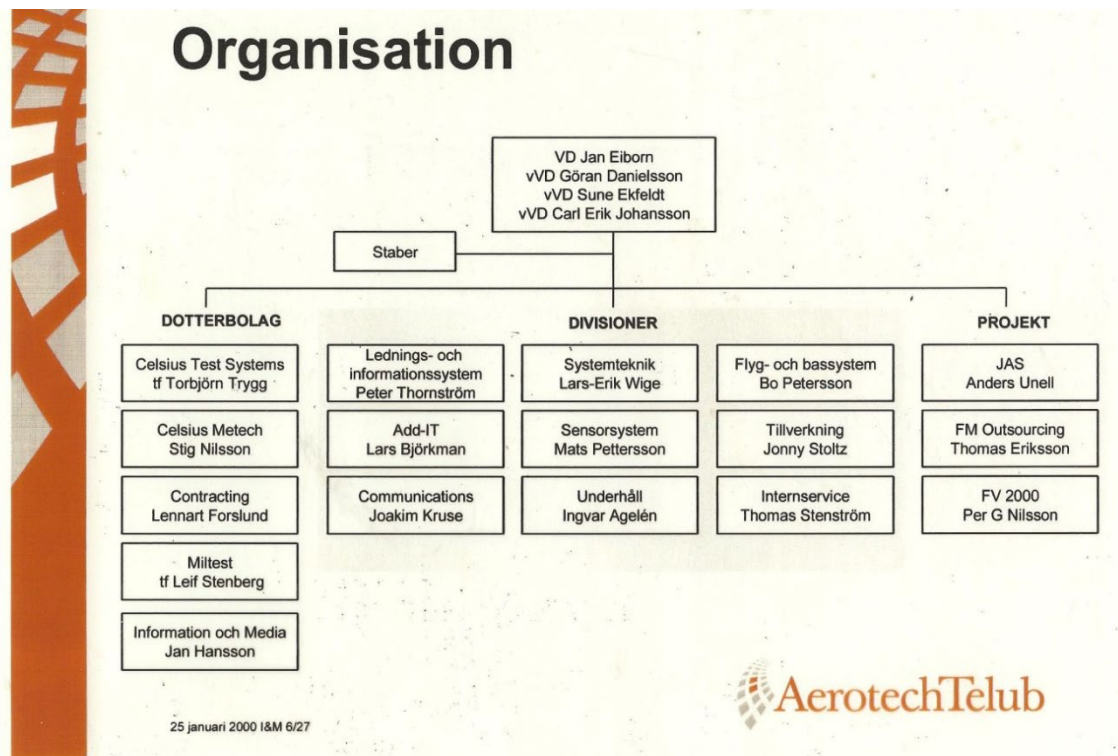 Organisation
VD Jan Eiborn
vVD Göran Danielsson
vVD Sune Ekfeldt
vVD Carl Erik Johansson
Staber
DOTTERBOLAG
Celsius Test Systems
tf Torbjörn Trygg
Celsius Metech
Stig Nilsson
Contracting
Lennart Forslund
Miltest
tf Leif Stenberg
Information och Media
Jan Hansson
DIVISIONER
Lednings- och
informationssystem
Peter Thornström
Add-IT
Lars Björkman
Communications
Joakim Kruse
Systemteknik
Lars-Erik Wige
Sensorsystem
Mats Pettersson
Underhåll
Ingvar Agelén
Flyg- och bassystem
Bo Petersson
Tillverkning
Jonny Stoltz
Internservice
Thomas Stenström
PROJEKT
JAS
Anders Unell
FM Outsourcing
Thomas Eriksson
FV 2000
Per G Nilsson
25 januari 2000 I&M 6/27
AerotechTelub